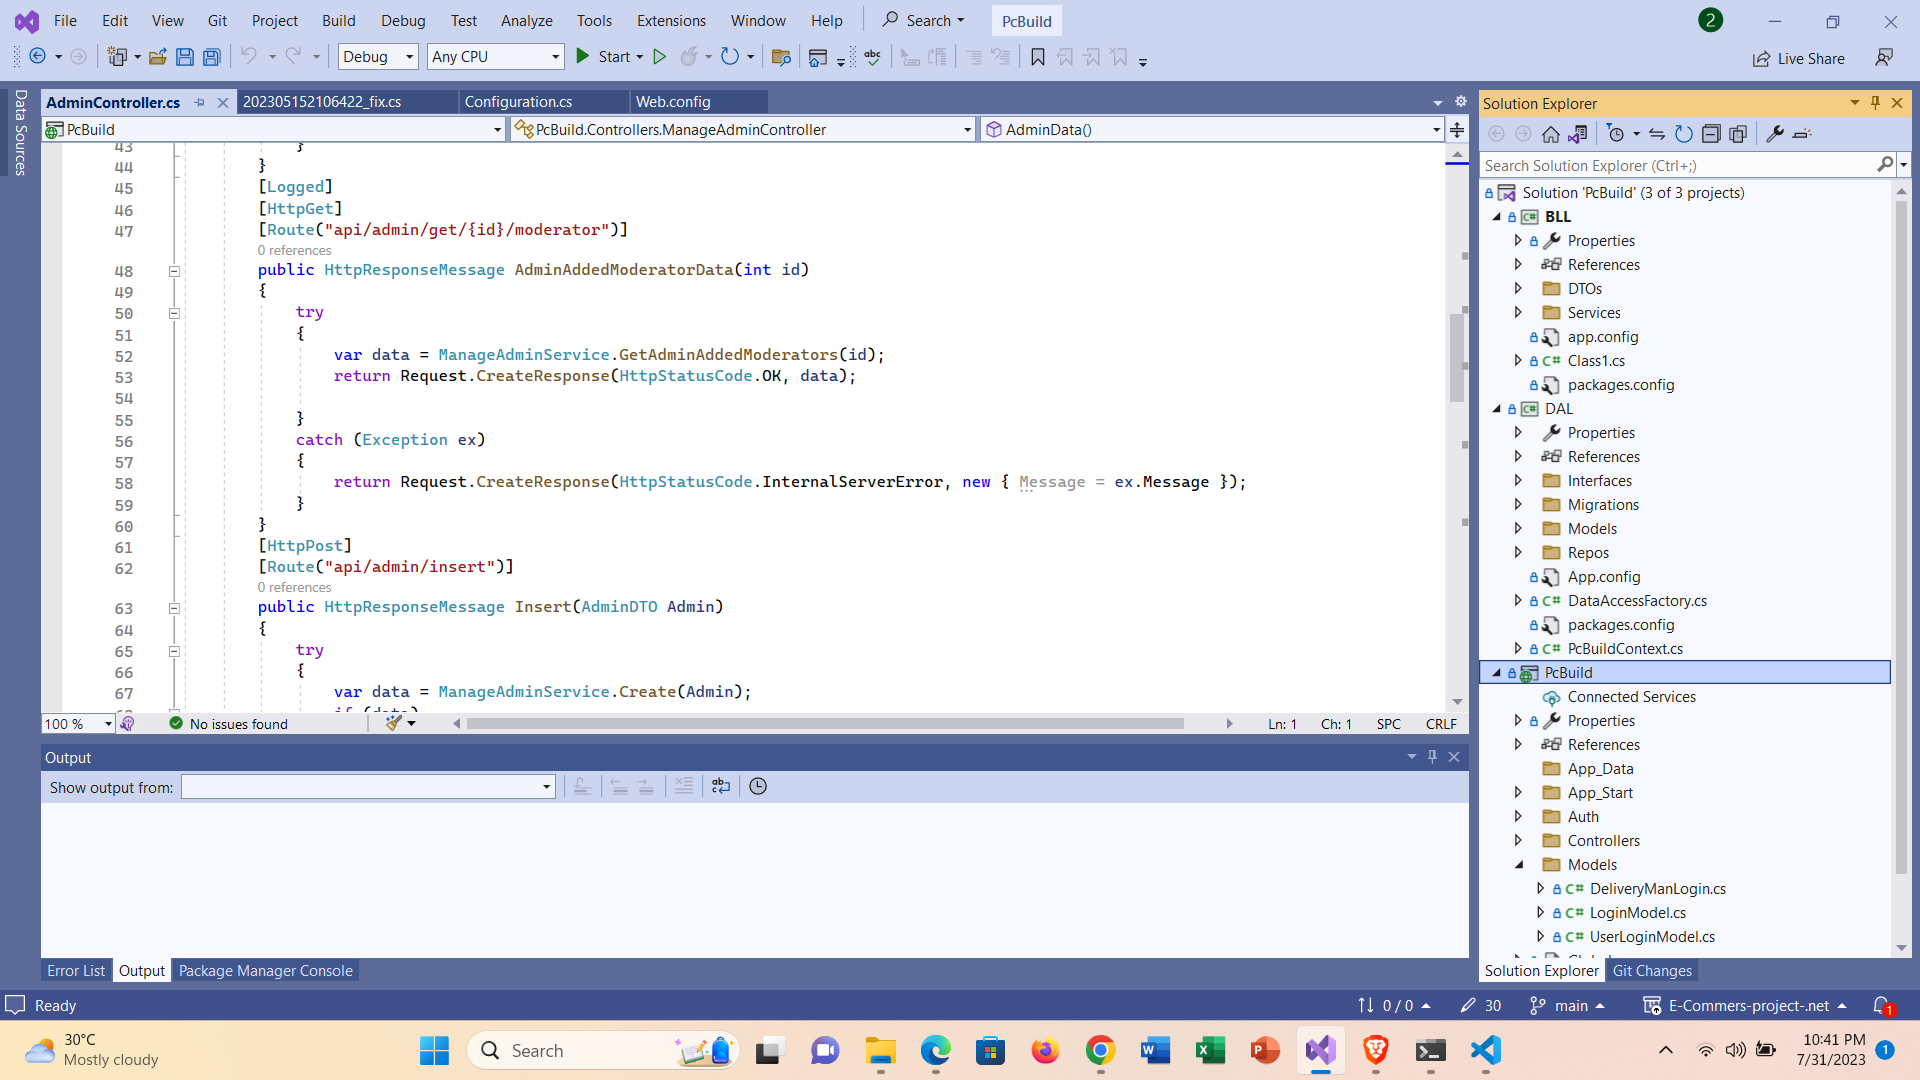 File Edit View Git Project Build Debug Test Analyze Tools Extensions Window Help Search PcBuild 2
Debug Any CPU Start Live Share
Data Sources
AdminController.cs 202305152106422_fix.cs Configuration.cs Web.config
PcBuild PcBuild.Controllers.ManageAdminController AdminData()
43 }
44 }
45 [Logged]
46 [HttpGet]
47 [Route("api/admin/get/{id}/moderator")]
0 references
48 public HttpResponseMessage AdminAddedModeratorData(int id)
49 {
50 try
51 {
52 var data = ManageAdminService.GetAdminAddedModerators(id);
53 return Request.CreateResponse(HttpStatusCode.OK, data);
54
55 }
56 catch (Exception ex)
57 {
58 return Request.CreateResponse(HttpStatusCode.InternalServerError, new { Message = ex.Message });
59 }
60 }
61 [HttpPost]
62 [Route("api/admin/insert")]
0 references
63 public HttpResponseMessage Insert(AdminDTO Admin)
64 {
65 try
66 {
67 var data = ManageAdminService.Create(Admin);
100 % No issues found Ln: 1 Ch: 1 SPC CRLF
Output
Show output from:
Error List Output Package Manager Console
Solution Explorer
Search Solution Explorer (Ctrl+;)
Solution 'PcBuild' (3 of 3 projects)
BLL
Properties
References
DTOs
Services
app.config
C# Class1.cs
packages.config
DAL
Properties
References
Interfaces
Migrations
Models
Repos
App.config
C# DataAccessFactory.cs
packages.config
C# PcBuildContext.cs
PcBuild
Connected Services
Properties
References
App_Data
App_Start
Auth
Controllers
Models
C# DeliveryManLogin.cs
C# LoginModel.cs
C# UserLoginModel.cs
Solution Explorer Git Changes
Ready 0 / 0 30 main E-Commers-project-.net 1
30°C
Mostly cloudy
Search
10:41 PM
7/31/2023
1